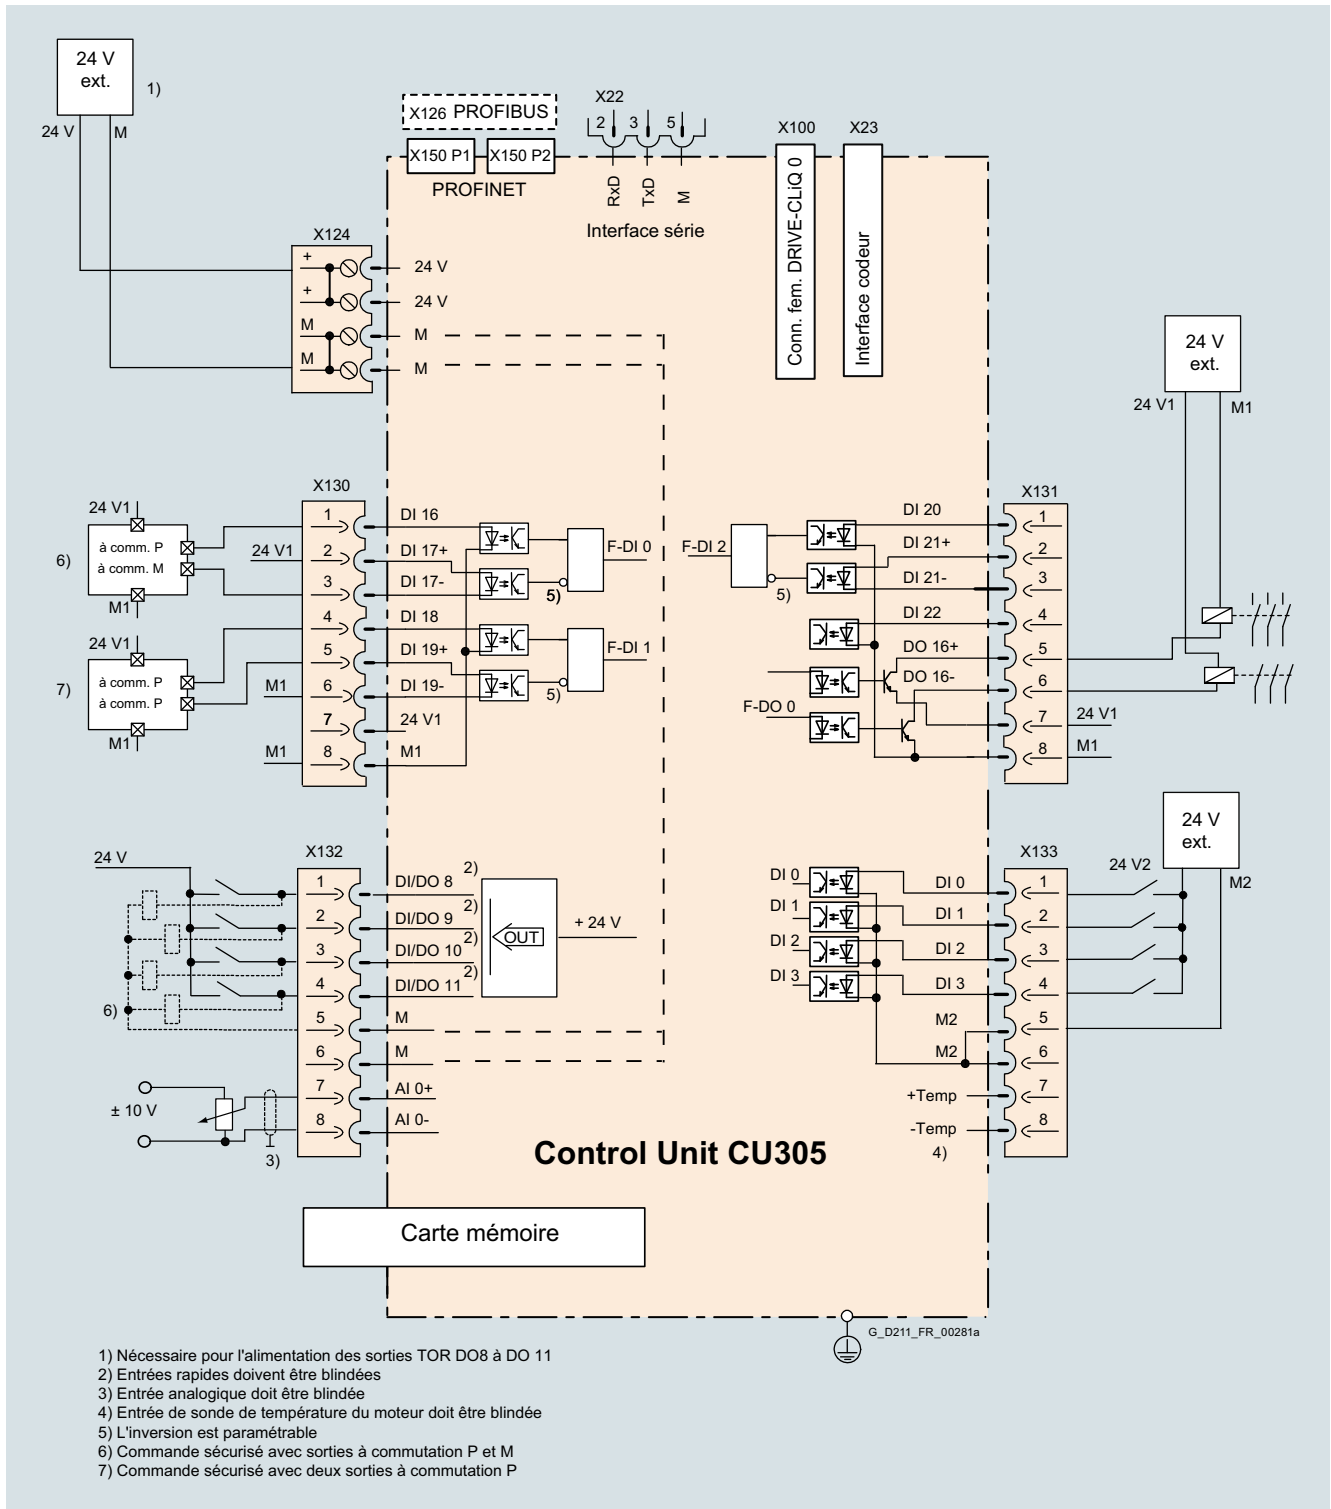 24 V
ext.
1)
24 V
M
X126 PROFIBUS
X150 P1
X150 P2
PROFINET
X22
2
3
5
RxD
TxD
M
Interface série
X100
Conn. fem. DRIVE-CLiQ 0
X23
Interface codeur
X124
+
24 V
+
24 V
M
M
M
M
24 V
ext.
24 V1
M1
X130
24 V1
à comm. P
à comm. M
6)
M1
24 V1
1
DI 16
24 V1
2
DI 17+
3
DI 17-
4
DI 18
5
DI 19+
M1
6
DI 19-
7
24 V1
M1
8
M1
F-DI 0
5)
F-DI 1
5)
24 V1
à comm. P
à comm. P
7)
M1
X131
F-DI 2
5)
DI 20
1
DI 21+
2
DI 21-
3
DI 22
4
DO 16+
5
DO 16-
6
F-DO 0
7
24 V1
8
M1
X132
24 V
1
DI/DO 8
2)
2
DI/DO 9
2)
3
DI/DO 10
2)
4
DI/DO 11
2)
OUT
+ 24 V
6)
5
M
6
M
7
AI 0+
8
AI 0-
± 10 V
3)
X133
24 V
ext.
24 V2
M2
DI 0
DI 0
1
DI 1
DI 1
2
DI 2
DI 2
3
DI 3
DI 3
4
M2
5
M2
6
+Temp
7
-Temp
8
4)
Control Unit CU305
Carte mémoire
G_D211_FR_00281a
1) Nécessaire pour l'alimentation des sorties TOR DO8 à DO 11
2) Entrées rapides doivent être blindées
3) Entrée analogique doit être blindée
4) Entrée de sonde de température du moteur doit être blindée
5) L'inversion est paramétrable
6) Commande sécurisé avec sorties à commutation P et M
7) Commande sécurisé avec deux sorties à commutation P